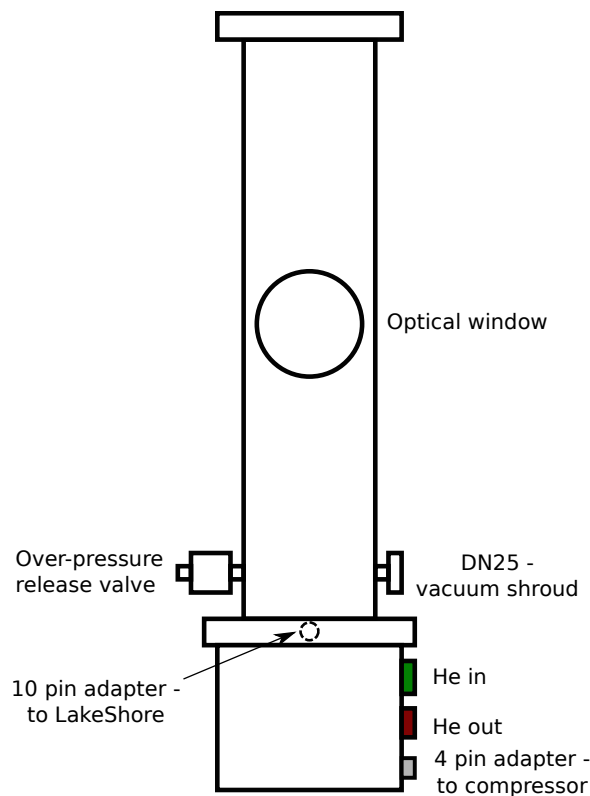 Optical window
Over-pressure
release valve
DN25 -
vacuum shroud
10 pin adapter -
to LakeShore
He in
He out
4 pin adapter -
to compressor